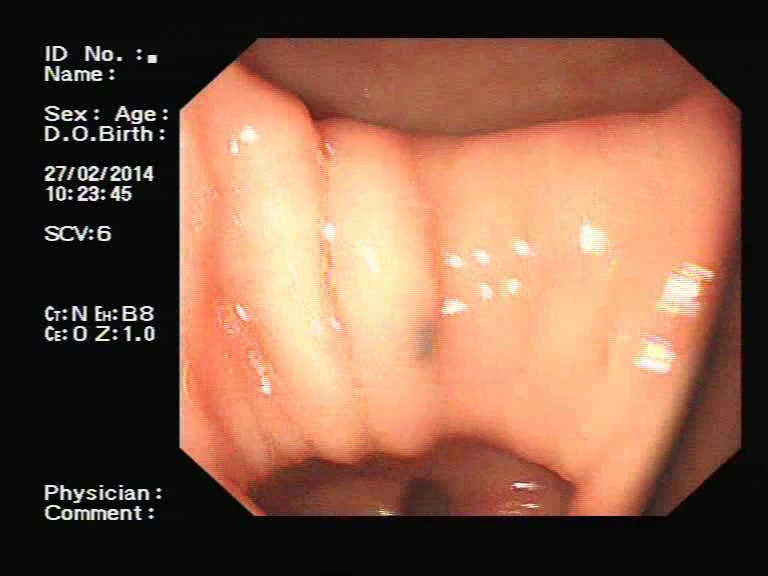 ID No. :
Name:
Sex: Age:
D.O.Birth:
27/02/2014
10:23:45
SCV:6
CT:N EH:B8
CE:0 Z:1.0
Physician:
Comment: